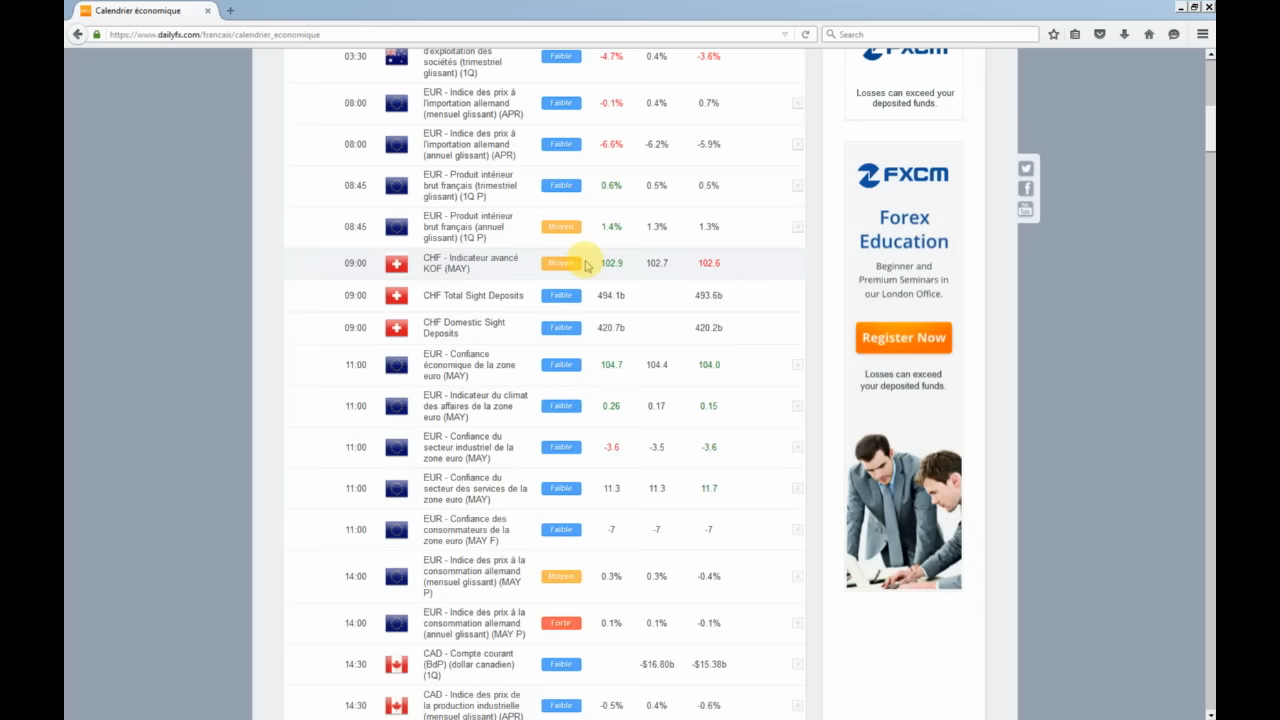 Calendrier économique
https://www.dailyfx.com/francais/calendrier_economique
Search
03:30
d'exploitation des
sociétés (trimestriel
glissant) (1Q)
Faible
-4.7%
0.4%
-3.6%
08:00
EUR - Indice des prix à
l'importation allemand
(mensuel glissant) (APR)
Faible
-0.1%
0.4%
0.7%
08:00
EUR - Indice des prix à
l'importation allemand
(annuel glissant) (APR)
Faible
-6.6%
-6.2%
-5.9%
08:45
EUR - Produit intérieur
brut français (trimestriel
glissant) (1Q P)
Faible
0.6%
0.5%
0.5%
08:45
EUR - Produit intérieur
brut français (annuel
glissant) (1Q P)
Moyen
1.4%
1.3%
1.3%
09:00
CHF - Indicateur avancé
KOF (MAY)
Moyen
102.9
102.7
102.6
09:00
CHF Total Sight Deposits
Faible
494.1b
493.6b
09:00
CHF Domestic Sight
Deposits
Faible
420.7b
420.2b
11:00
EUR - Confiance
économique de la zone
euro (MAY)
Faible
104.7
104.4
104.0
11:00
EUR - Indicateur du climat
des affaires de la zone
euro (MAY)
Faible
0.26
0.17
0.15
11:00
EUR - Confiance du
secteur industriel de la
zone euro (MAY)
Faible
-3.6
-3.5
-3.6
11:00
EUR - Confiance du
secteur des services de la
zone euro (MAY)
Faible
11.3
11.3
11.7
11:00
EUR - Confiance des
consommateurs de la
zone euro (MAY F)
Faible
-7
-7
-7
14:00
EUR - Indice des prix à la
consommation allemand
(mensuel glissant) (MAY
P)
Moyen
0.3%
0.3%
-0.4%
14:00
EUR - Indice des prix à la
consommation allemand
(annuel glissant) (MAY P)
Forte
0.1%
0.1%
-0.1%
14:30
CAD - Compte courant
(BdP) (dollar canadien)
(1Q)
Faible
-$16.80b
-$15.38b
14:30
CAD - Indice des prix de
la production industrielle
(mensuel glissant) (APR)
Faible
-0.5%
0.4%
-0.6%
FXCM
Losses can exceed your
deposited funds.
FXCM
Forex
Education
Beginner and
Premium Seminars in
our London Office.
Register Now
Losses can exceed
your deposited funds.